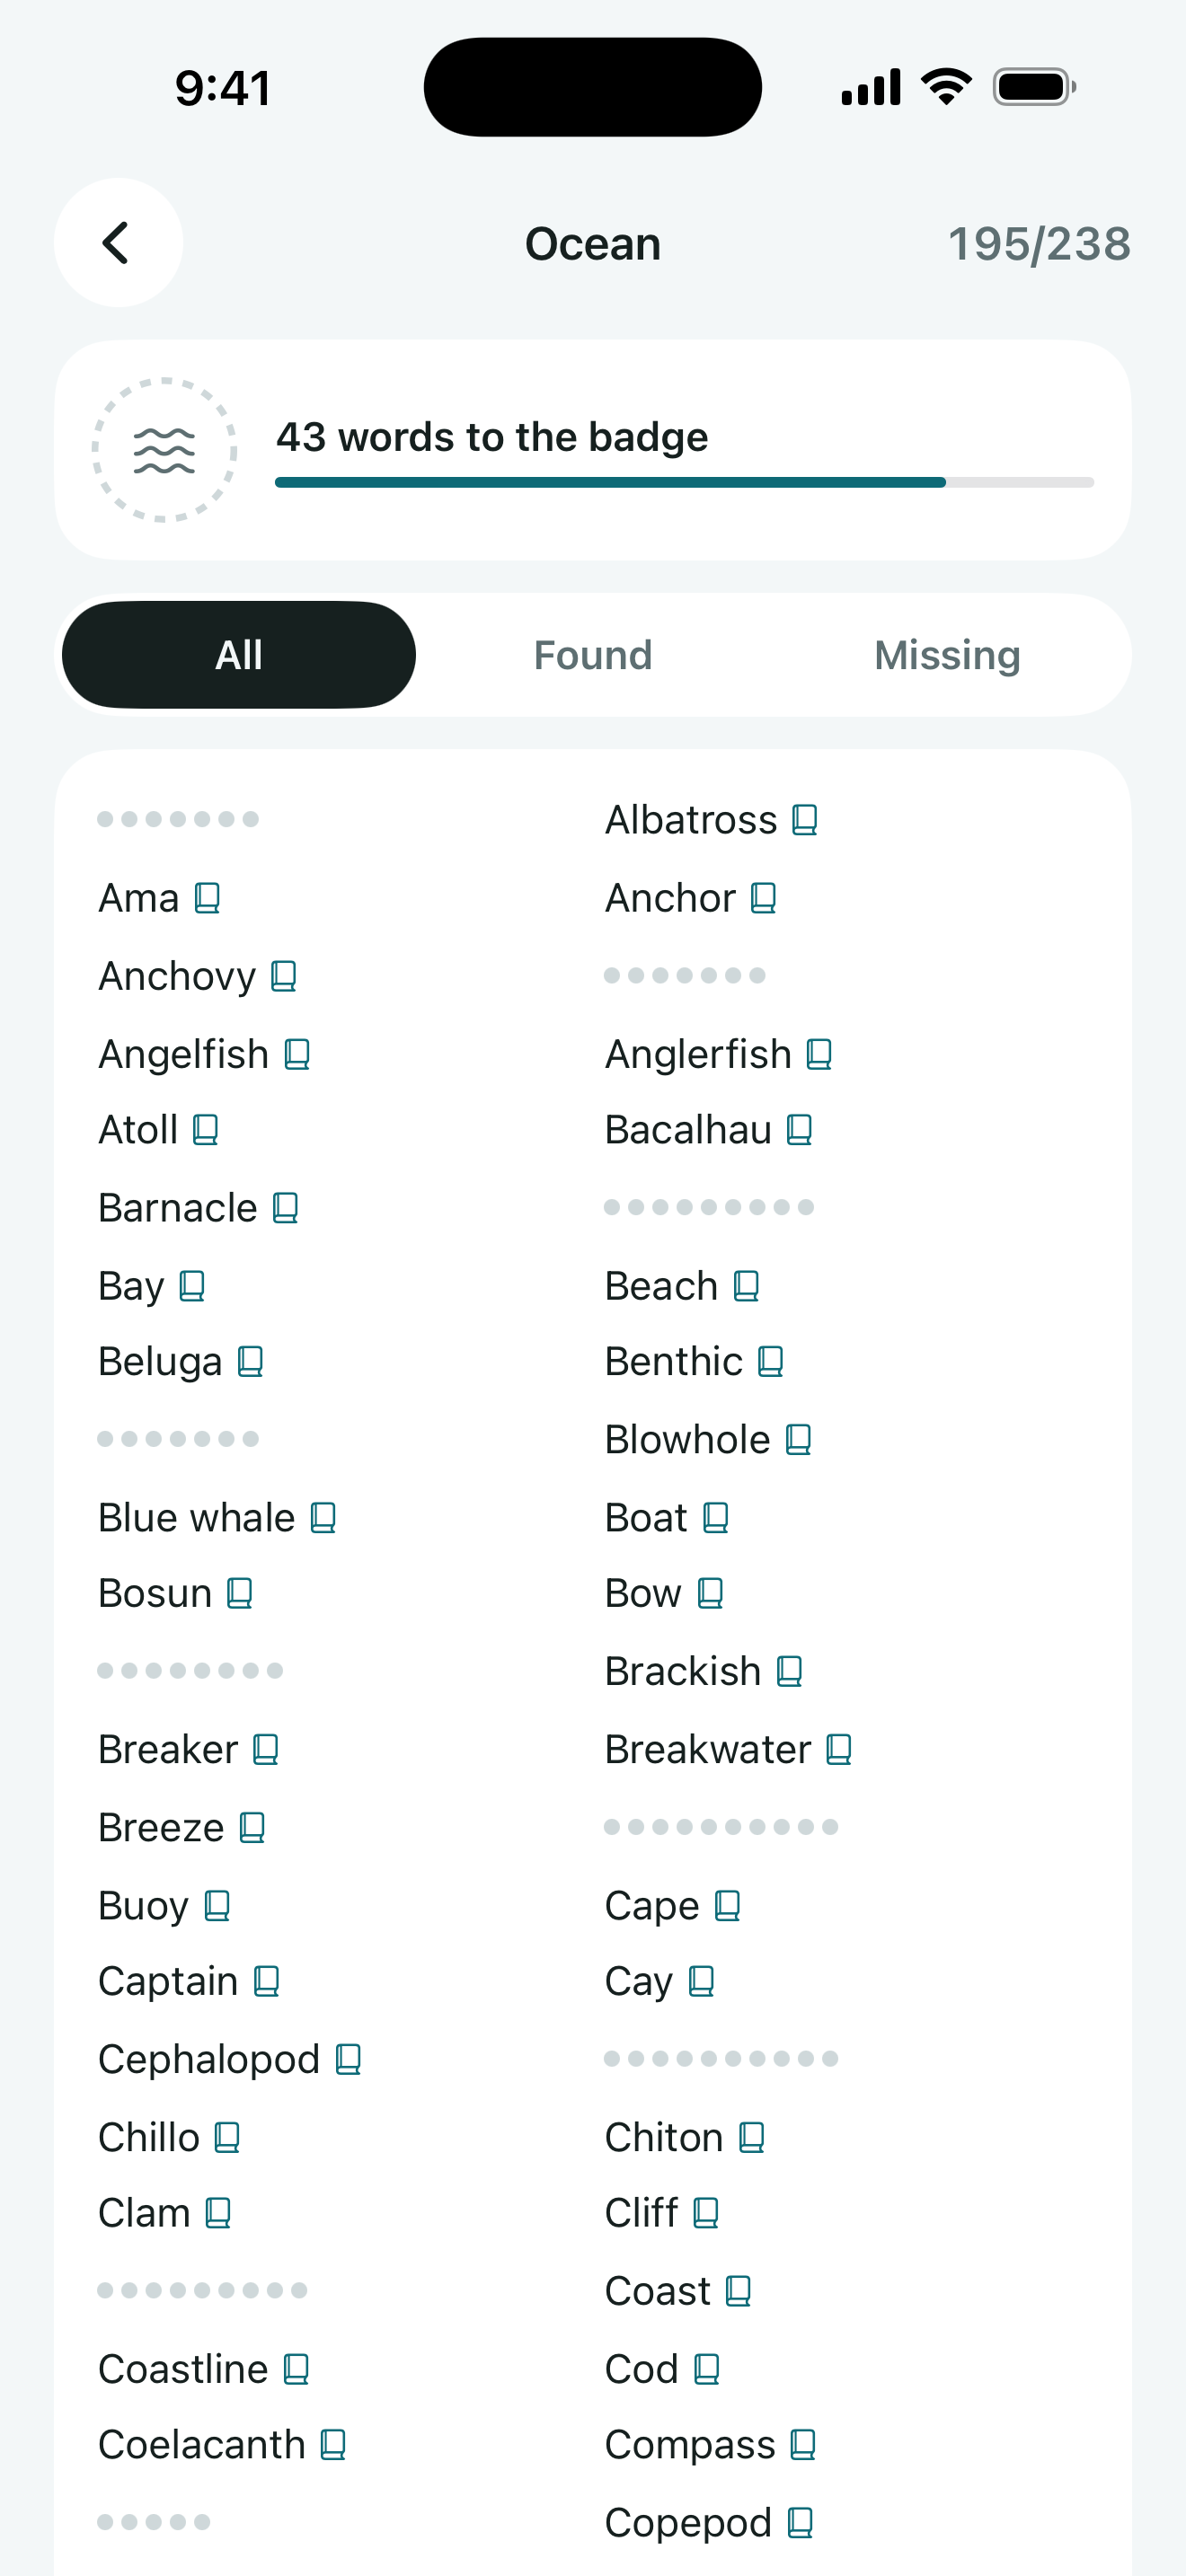 9:41
Ocean 195/238
43 words to the badge
All Found Missing
Albatross
Ama Anchor
Anchovy
Angelfish Anglerfish
Atoll Bacalhau
Barnacle
Bay Beach
Beluga Benthic
Blowhole
Blue whale Boat
Bosun Bow
Brackish
Breaker Breakwater
Breeze
Buoy Cape
Captain Cay
Cephalopod
Chillo Chiton
Clam Cliff
Coast
Coastline Cod
Coelacanth Compass
Copepod